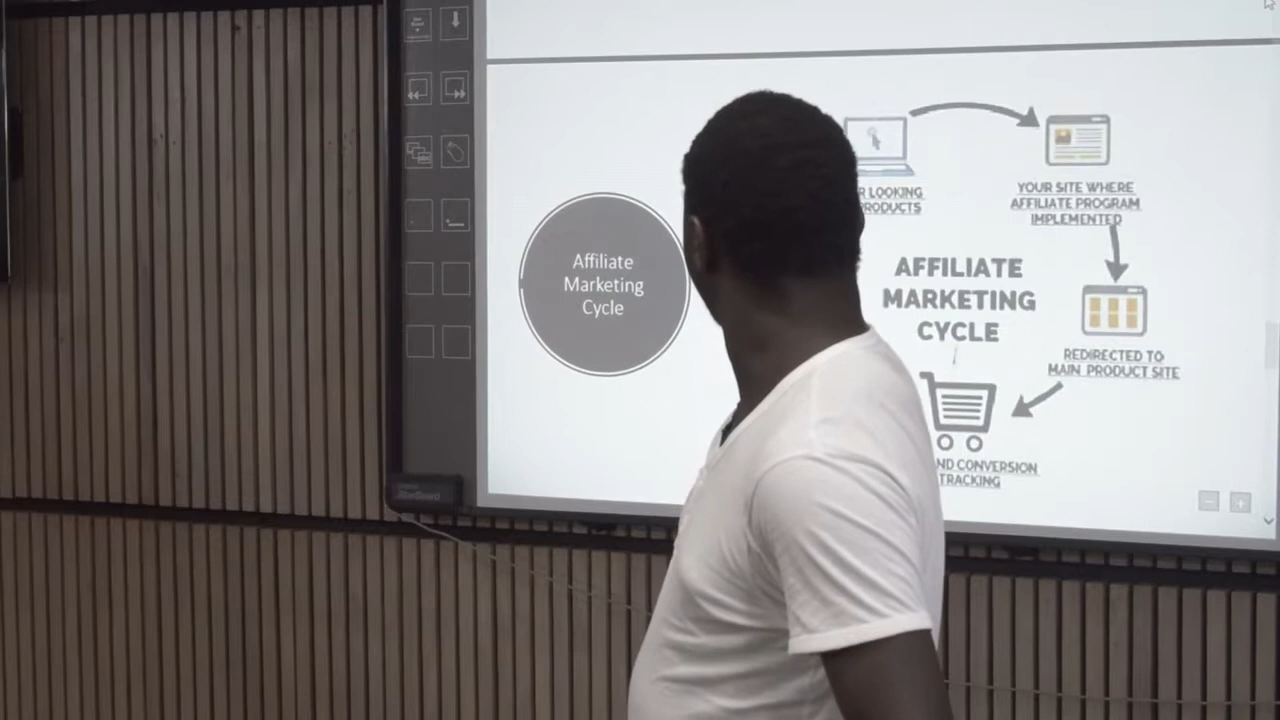 Affiliate
Marketing
Cycle
R LOOKING
PRODUCTS
YOUR SITE WHERE
AFFILIATE PROGRAM
IMPLEMENTED
AFFILIATE
MARKETING
CYCLE
REDIRECTED TO
MAIN PRODUCT SITE
ND CONVERSION
TRACKING